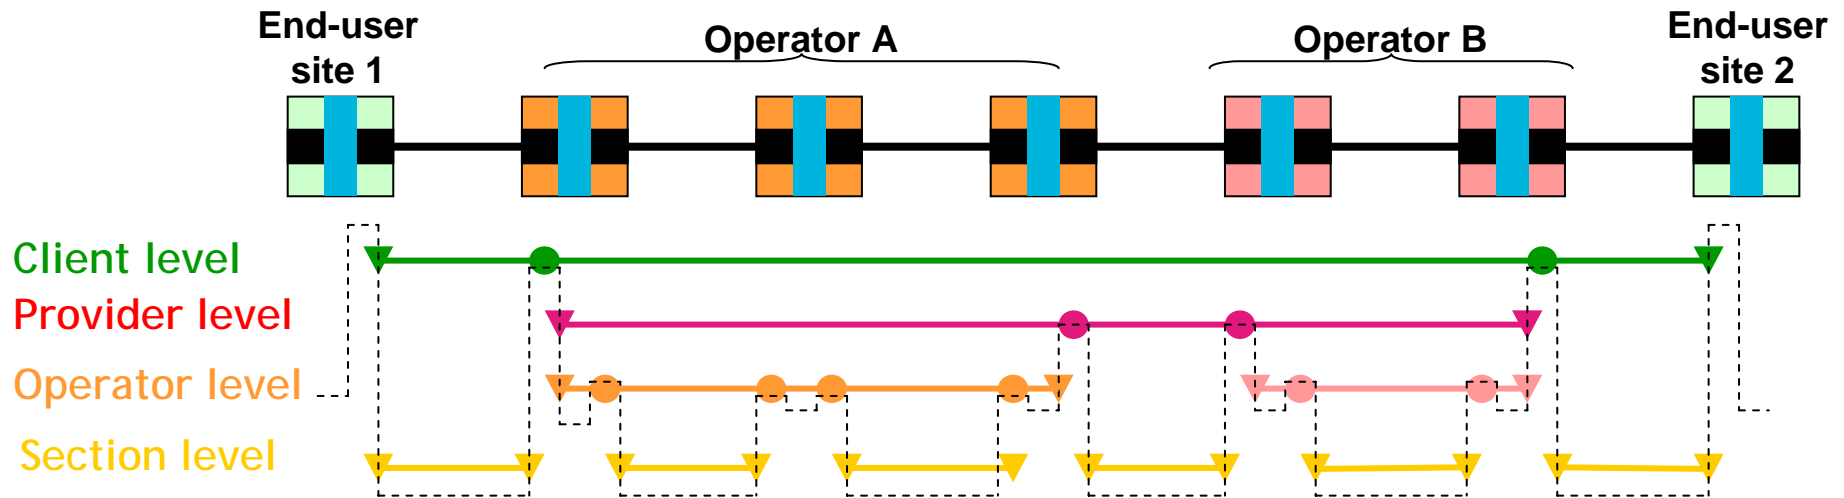 End-user
site 1
Operator A
Operator B
End-user
site 2
Client level
Provider level
Operator level
Section level